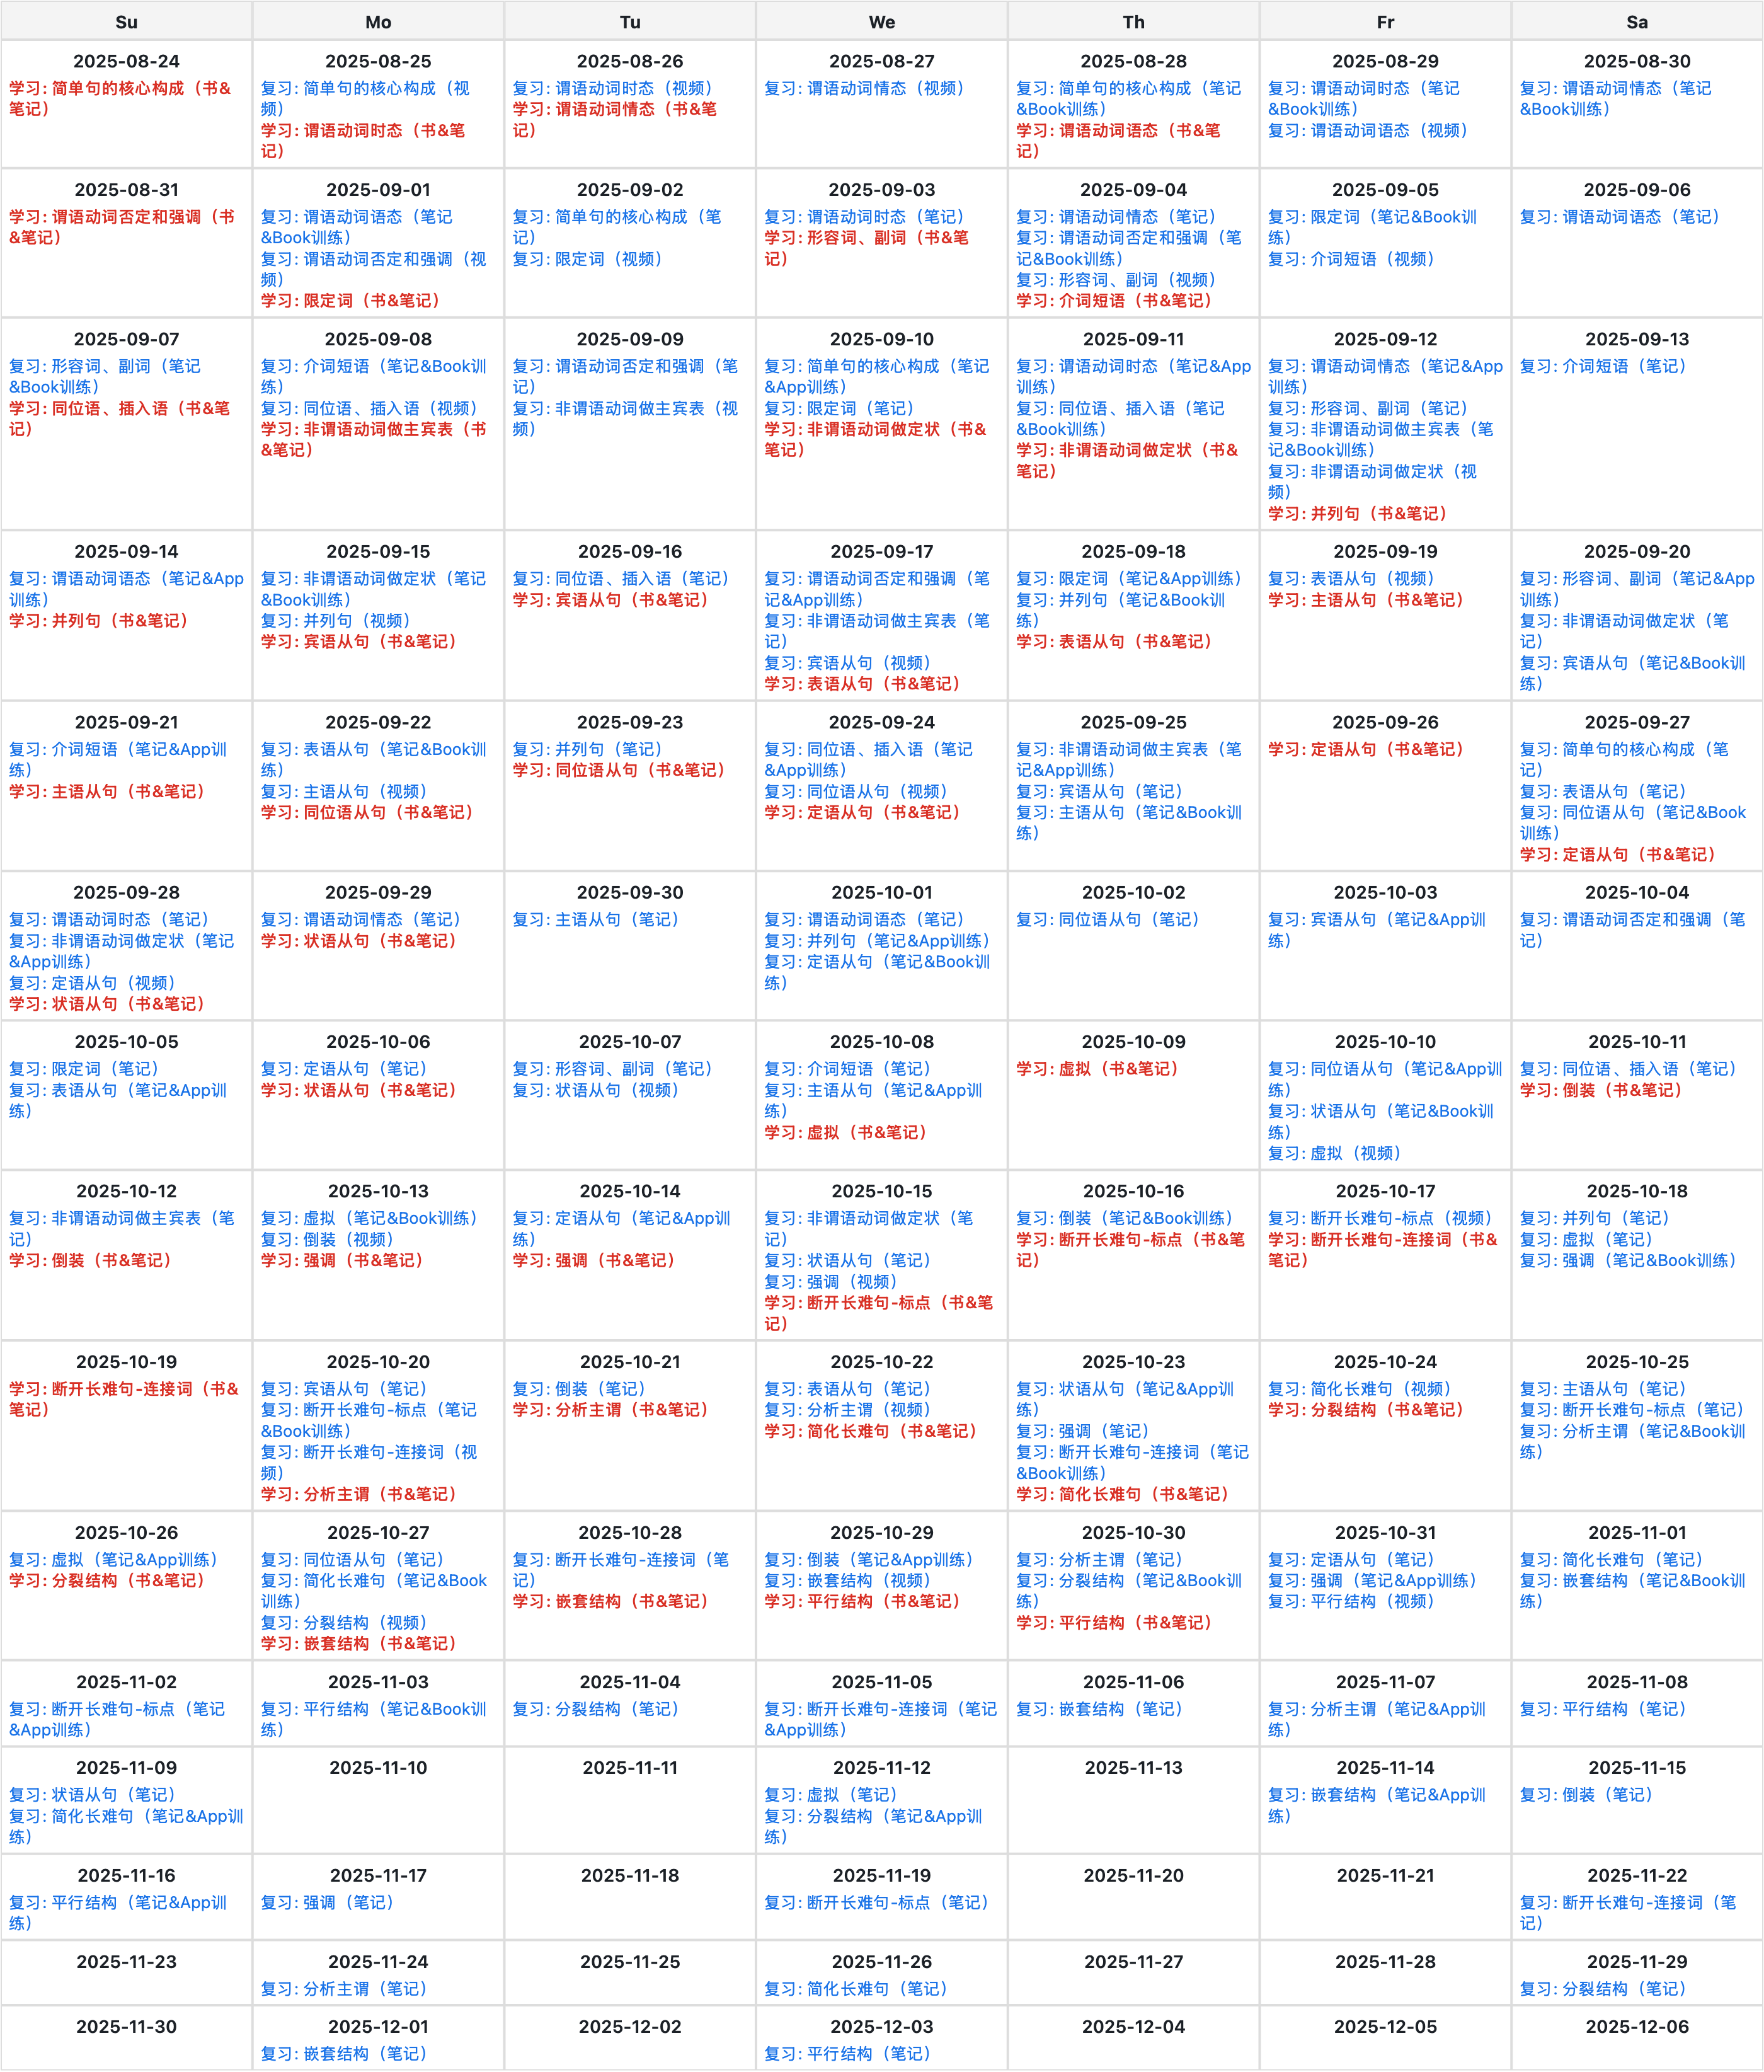 Su
Mo
Tu
We
Th
Fr
Sa
2025-08-24
学习: 简单句的核心构成（书&
笔记）
2025-08-25
复习: 简单句的核心构成（视
频）
学习: 谓语动词时态（书&笔
记）
2025-08-26
复习: 谓语动词时态（视频）
学习: 谓语动词情态（书&笔
记）
2025-08-27
复习: 谓语动词情态（视频）
2025-08-28
复习: 简单句的核心构成（笔记
&Book训练）
学习: 谓语动词语态（书&笔
记）
2025-08-29
复习: 谓语动词时态（笔记
&Book训练）
复习: 谓语动词语态（视频）
2025-08-30
复习: 谓语动词情态（笔记
&Book训练）
2025-08-31
学习: 谓语动词否定和强调（书
&笔记）
2025-09-01
复习: 谓语动词语态（笔记
&Book训练）
复习: 谓语动词否定和强调（视
频）
学习: 限定词（书&笔记）
2025-09-02
复习: 简单句的核心构成（笔
记）
复习: 限定词（视频）
2025-09-03
复习: 谓语动词时态（笔记）
学习: 形容词、副词（书&笔
记）
2025-09-04
复习: 谓语动词情态（笔记）
复习: 谓语动词否定和强调（笔
记&Book训练）
复习: 形容词、副词（视频）
学习: 介词短语（书&笔记）
2025-09-05
复习: 限定词（笔记&Book训
练）
复习: 介词短语（视频）
2025-09-06
复习: 谓语动词语态（笔记）
2025-09-07
复习: 形容词、副词（笔记
&Book训练）
学习: 同位语、插入语（书&笔
记）
2025-09-08
复习: 介词短语（笔记&Book训
练）
复习: 同位语、插入语（视频）
学习: 非谓语动词做主宾表（书
&笔记）
2025-09-09
复习: 谓语动词否定和强调（笔
记）
复习: 非谓语动词做主宾表（视
频）
2025-09-10
复习: 简单句的核心构成（笔记
&App训练）
复习: 限定词（笔记）
学习: 非谓语动词做定状（书&
笔记）
2025-09-11
复习: 谓语动词时态（笔记&App
训练）
复习: 同位语、插入语（笔记
&Book训练）
学习: 非谓语动词做定状（书&
笔记）
2025-09-12
复习: 谓语动词情态（笔记&App
训练）
复习: 形容词、副词（笔记）
复习: 非谓语动词做主宾表（笔
记&Book训练）
复习: 非谓语动词做定状（视
频）
学习: 并列句（书&笔记）
2025-09-13
复习: 介词短语（笔记）
2025-09-14
复习: 谓语动词语态（笔记&App
训练）
学习: 并列句（书&笔记）
2025-09-15
复习: 非谓语动词做定状（笔记
&Book训练）
复习: 并列句（视频）
学习: 宾语从句（书&笔记）
2025-09-16
复习: 同位语、插入语（笔记）
学习: 宾语从句（书&笔记）
2025-09-17
复习: 谓语动词否定和强调（笔
记&App训练）
复习: 非谓语动词做主宾表（笔
记）
复习: 宾语从句（视频）
学习: 表语从句（书&笔记）
2025-09-18
复习: 限定词（笔记&App训练）
复习: 并列句（笔记&Book训
练）
学习: 表语从句（书&笔记）
2025-09-19
复习: 表语从句（视频）
学习: 主语从句（书&笔记）
2025-09-20
复习: 形容词、副词（笔记&App
训练）
复习: 非谓语动词做定状（笔
记）
复习: 宾语从句（笔记&Book训
练）
2025-09-21
复习: 介词短语（笔记&App训
练）
学习: 主语从句（书&笔记）
2025-09-22
复习: 表语从句（笔记&Book训
练）
复习: 主语从句（视频）
学习: 同位语从句（书&笔记）
2025-09-23
复习: 并列句（笔记）
学习: 同位语从句（书&笔记）
2025-09-24
复习: 同位语、插入语（笔记
&App训练）
复习: 同位语从句（视频）
学习: 定语从句（书&笔记）
2025-09-25
复习: 非谓语动词做主宾表（笔
记&App训练）
复习: 宾语从句（笔记）
复习: 主语从句（笔记&Book训
练）
2025-09-26
学习: 定语从句（书&笔记）
2025-09-27
复习: 简单句的核心构成（笔
记）
复习: 表语从句（笔记）
复习: 同位语从句（笔记&Book
训练）
学习: 定语从句（书&笔记）
2025-09-28
复习: 谓语动词时态（笔记）
复习: 非谓语动词做定状（笔记
&App训练）
复习: 定语从句（视频）
学习: 状语从句（书&笔记）
2025-09-29
复习: 谓语动词情态（笔记）
学习: 状语从句（书&笔记）
2025-09-30
复习: 主语从句（笔记）
2025-10-01
复习: 谓语动词语态（笔记）
复习: 并列句（笔记&App训练）
复习: 定语从句（笔记&Book训
练）
2025-10-02
复习: 同位语从句（笔记）
2025-10-03
复习: 宾语从句（笔记&App训
练）
2025-10-04
复习: 谓语动词否定和强调（笔
记）
2025-10-05
复习: 限定词（笔记）
复习: 表语从句（笔记&App训
练）
2025-10-06
复习: 定语从句（笔记）
学习: 状语从句（书&笔记）
2025-10-07
复习: 形容词、副词（笔记）
复习: 状语从句（视频）
2025-10-08
复习: 介词短语（笔记）
复习: 主语从句（笔记&App训
练）
学习: 虚拟（书&笔记）
2025-10-09
学习: 虚拟（书&笔记）
2025-10-10
复习: 同位语从句（笔记&App训
练）
复习: 状语从句（笔记&Book训
练）
复习: 虚拟（视频）
2025-10-11
复习: 同位语、插入语（笔记）
学习: 倒装（书&笔记）
2025-10-12
复习: 非谓语动词做主宾表（笔
记）
学习: 倒装（书&笔记）
2025-10-13
复习: 虚拟（笔记&Book训练）
复习: 倒装（视频）
学习: 强调（书&笔记）
2025-10-14
复习: 定语从句（笔记&App训
练）
学习: 强调（书&笔记）
2025-10-15
复习: 非谓语动词做定状（笔
记）
复习: 状语从句（笔记）
复习: 强调（视频）
学习: 断开长难句-标点（书&笔
记）
2025-10-16
复习: 倒装（笔记&Book训练）
学习: 断开长难句-标点（书&笔
记）
2025-10-17
复习: 断开长难句-标点（视频）
学习: 断开长难句-连接词（书&
笔记）
2025-10-18
复习: 并列句（笔记）
复习: 虚拟（笔记）
复习: 强调（笔记&Book训练）
2025-10-19
学习: 断开长难句-连接词（书&
笔记）
2025-10-20
复习: 宾语从句（笔记）
复习: 断开长难句-标点（笔记
&Book训练）
复习: 断开长难句-连接词（视
频）
学习: 分析主谓（书&笔记）
2025-10-21
复习: 倒装（笔记）
学习: 分析主谓（书&笔记）
2025-10-22
复习: 表语从句（笔记）
复习: 分析主谓（视频）
学习: 简化长难句（书&笔记）
2025-10-23
复习: 状语从句（笔记&App训
练）
复习: 强调（笔记）
复习: 断开长难句-连接词（笔记
&Book训练）
学习: 简化长难句（书&笔记）
2025-10-24
复习: 简化长难句（视频）
学习: 分裂结构（书&笔记）
2025-10-25
复习: 主语从句（笔记）
复习: 断开长难句-标点（笔记）
复习: 分析主谓（笔记&Book训
练）
2025-10-26
复习: 虚拟（笔记&App训练）
学习: 分裂结构（书&笔记）
2025-10-27
复习: 同位语从句（笔记）
复习: 简化长难句（笔记&Book
训练）
复习: 分裂结构（视频）
学习: 嵌套结构（书&笔记）
2025-10-28
复习: 断开长难句-连接词（笔
记）
学习: 嵌套结构（书&笔记）
2025-10-29
复习: 倒装（笔记&App训练）
复习: 嵌套结构（视频）
学习: 平行结构（书&笔记）
2025-10-30
复习: 分析主谓（笔记）
复习: 分裂结构（笔记&Book训
练）
学习: 平行结构（书&笔记）
2025-10-31
复习: 定语从句（笔记）
复习: 强调（笔记&App训练）
复习: 平行结构（视频）
2025-11-01
复习: 简化长难句（笔记）
复习: 嵌套结构（笔记&Book训
练）
2025-11-02
复习: 断开长难句-标点（笔记
&App训练）
2025-11-03
复习: 平行结构（笔记&Book训
练）
2025-11-04
复习: 分裂结构（笔记）
2025-11-05
复习: 断开长难句-连接词（笔记
&App训练）
2025-11-06
复习: 嵌套结构（笔记）
2025-11-07
复习: 分析主谓（笔记&App训
练）
2025-11-08
复习: 平行结构（笔记）
2025-11-09
复习: 状语从句（笔记）
复习: 简化长难句（笔记&App训
练）
2025-11-10
2025-11-11
2025-11-12
复习: 虚拟（笔记）
复习: 分裂结构（笔记&App训
练）
2025-11-13
2025-11-14
复习: 嵌套结构（笔记&App训
练）
2025-11-15
复习: 倒装（笔记）
2025-11-16
复习: 平行结构（笔记&App训
练）
2025-11-17
复习: 强调（笔记）
2025-11-18
2025-11-19
复习: 断开长难句-标点（笔记）
2025-11-20
2025-11-21
2025-11-22
复习: 断开长难句-连接词（笔
记）
2025-11-23
2025-11-24
复习: 分析主谓（笔记）
2025-11-25
2025-11-26
复习: 简化长难句（笔记）
2025-11-27
2025-11-28
2025-11-29
复习: 分裂结构（笔记）
2025-11-30
2025-12-01
复习: 嵌套结构（笔记）
2025-12-02
2025-12-03
复习: 平行结构（笔记）
2025-12-04
2025-12-05
2025-12-06